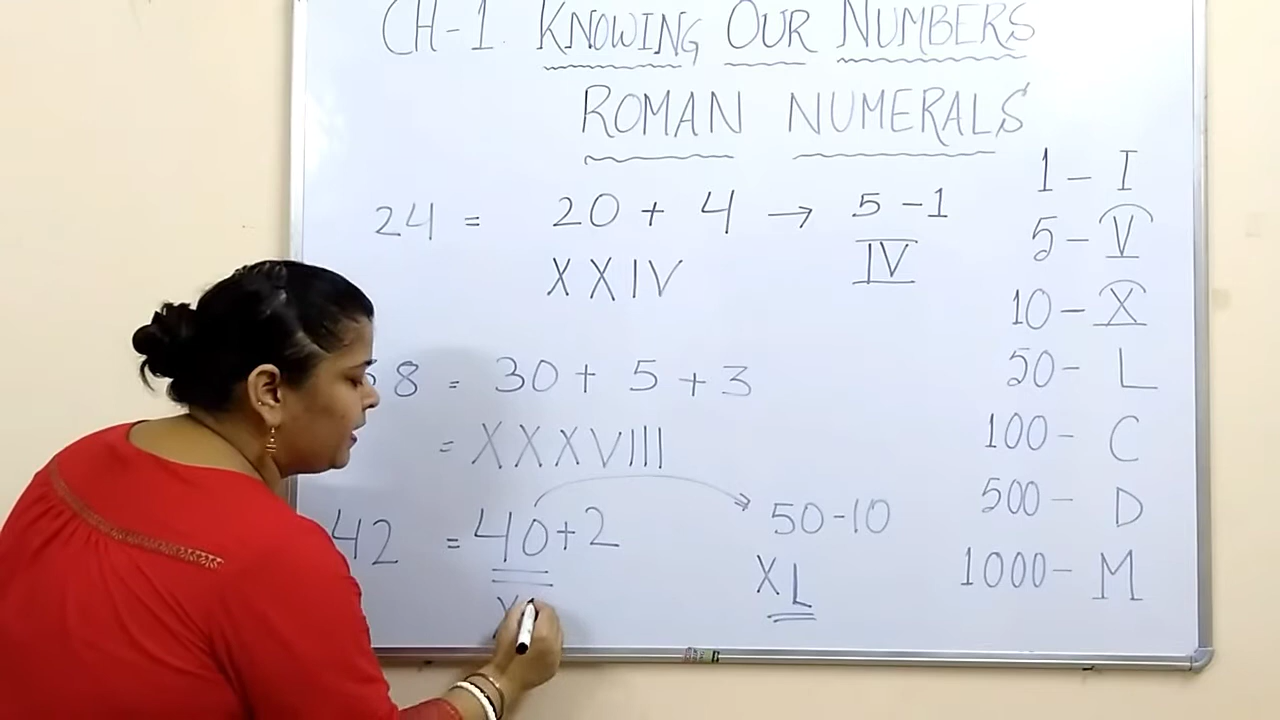 CH-1. KNOWING OUR NUMBERS
ROMAN NUMERALS
24 = 20 + 4 → 5 - 1
XXIV IV
8 = 30 + 5 + 3
= XXXVIII
42 = 40 + 2 50 - 10
XL
X
1 - I
5 - V
10 - X
50 - L
100 - C
500 - D
1000 - M